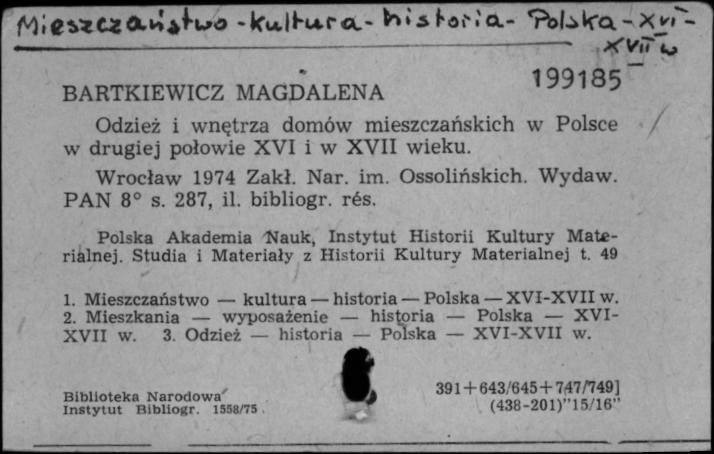 Mieszczaństwo - kultura - historia - Polska - XVI -
XVII w
199185
BARTKIEWICZ MAGDALENA
Odzież i wnętrza domów mieszczańskich w Polsce
w drugiej połowie XVI i w XVII wieku.
Wrocław 1974 Zakł. Nar. im. Ossolińskich. Wydaw.
PAN 8° s. 287, il. bibliogr. rés.
Polska Akademia Nauk, Instytut Historii Kultury Mate-
rialnej. Studia i Materiały z Historii Kultury Materialnej t. 49
1. Mieszczaństwo — kultura — historia — Polska — XVI-XVII w.
2. Mieszkania — wyposażenie — historia — Polska — XVI-
XVII w. 3. Odzież — historia — Polska — XVI-XVII w.
391+643/645+747/749]
(438-201)"15/16"
Biblioteka Narodowa
Instytut Bibliogr. 1558/75.